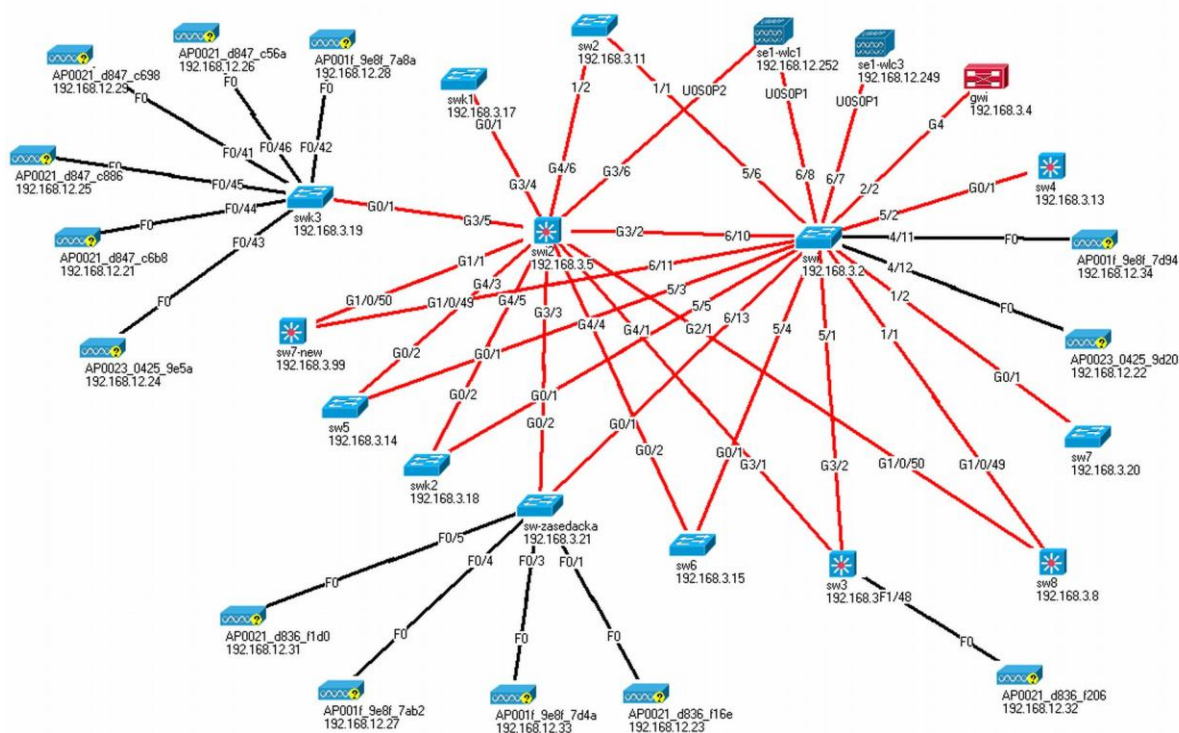 AP0021_d847_c56a
192.168.12.26
AP0021_d847_c698
192.168.12.29
AP001f_9e8f_7a8a
192.168.12.28
AP0021_d847_c886
192.168.12.25
AP0021_d847_c6b8
192.168.12.21
AP0023_0425_9e5a
192.168.12.24
F0
F0
F0
F0
F0
F0
F0/41
F0/46
F0/42
F0/45
F0/44
F0/43
swk3
192.168.3.19
G0/1
G3/5
swk1
192.168.3.17
G0/1
G3/4
sw2
192.168.3.11
1/2
1/1
G4/6
5/6
se1-wlc1
192.168.12.252
U0S0P2
U0S0P1
G3/6
6/8
se1-wlc3
192.168.12.249
U0S0P1
6/7
gwi
192.168.3.4
G4
2/2
sw4
192.168.3.13
G0/1
5/2
swi2
192.168.3.5
G3/2
6/10
192.168.3.2
4/11
F0
AP001f_9e8f_7d94
192.168.12.34
4/12
F0
AP0023_0425_9d20
192.168.12.22
G1/1
6/11
G1/0/50
G1/0/49
sw7-new
192.168.3.99
G4/3
5/3
G0/2
G0/1
sw5
192.168.3.14
G4/5
5/5
G0/2
G0/1
swk2
192.168.3.18
G3/3
6/13
G0/2
G0/1
sw-zasedacka
192.168.3.21
G4/4
5/4
G0/2
G0/1
sw6
192.168.3.15
G4/1
5/1
G3/1
G3/2
sw3
192.168.3
F1/48
F0
AP0021_d836_f206
192.168.12.32
G2/1
1/1
G1/0/50
G1/0/49
sw8
192.168.3.8
1/2
G0/1
sw7
192.168.3.20
F0/5
F0/4
F0/3
F0/1
F0
F0
F0
F0
AP0021_d836_f1d0
192.168.12.31
AP001f_9e8f_7ab2
192.168.12.27
AP001f_9e8f_7d4a
192.168.12.33
AP0021_d836_f16e
192.168.12.23